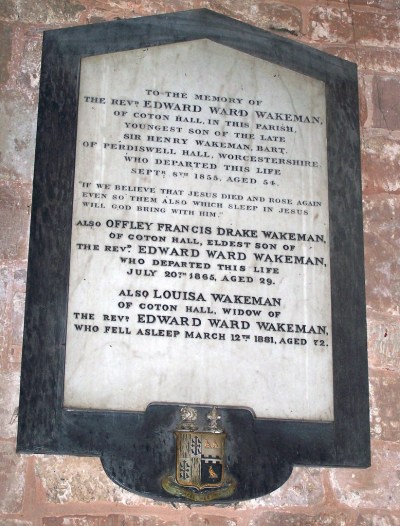 TO THE MEMORY OF
THE REVD. EDWARD WARD WAKEMAN,
OF COTON HALL, IN THIS PARISH,
YOUNGEST SON OF THE LATE
SIR HENRY WAKEMAN, BART.
OF PERDISWELL HALL, WORCESTERSHIRE,
WHO DEPARTED THIS LIFE
SEPTR. 8TH 1855, AGED 54.
"IF WE BELIEVE THAT JESUS DIED AND ROSE AGAIN
EVEN SO THEM ALSO WHICH SLEEP IN JESUS
WILL GOD BRING WITH HIM."
ALSO OFFLEY FRANCIS DRAKE WAKEMAN,
OF COTON HALL, ELDEST SON OF
THE REVD. EDWARD WARD WAKEMAN,
WHO DEPARTED THIS LIFE
JULY 20TH 1865, AGED 29.
ALSO LOUISA WAKEMAN
OF COTON HALL, WIDOW OF
THE REVD. EDWARD WARD WAKEMAN,
WHO FELL ASLEEP MARCH 12TH 1881, AGED 72.